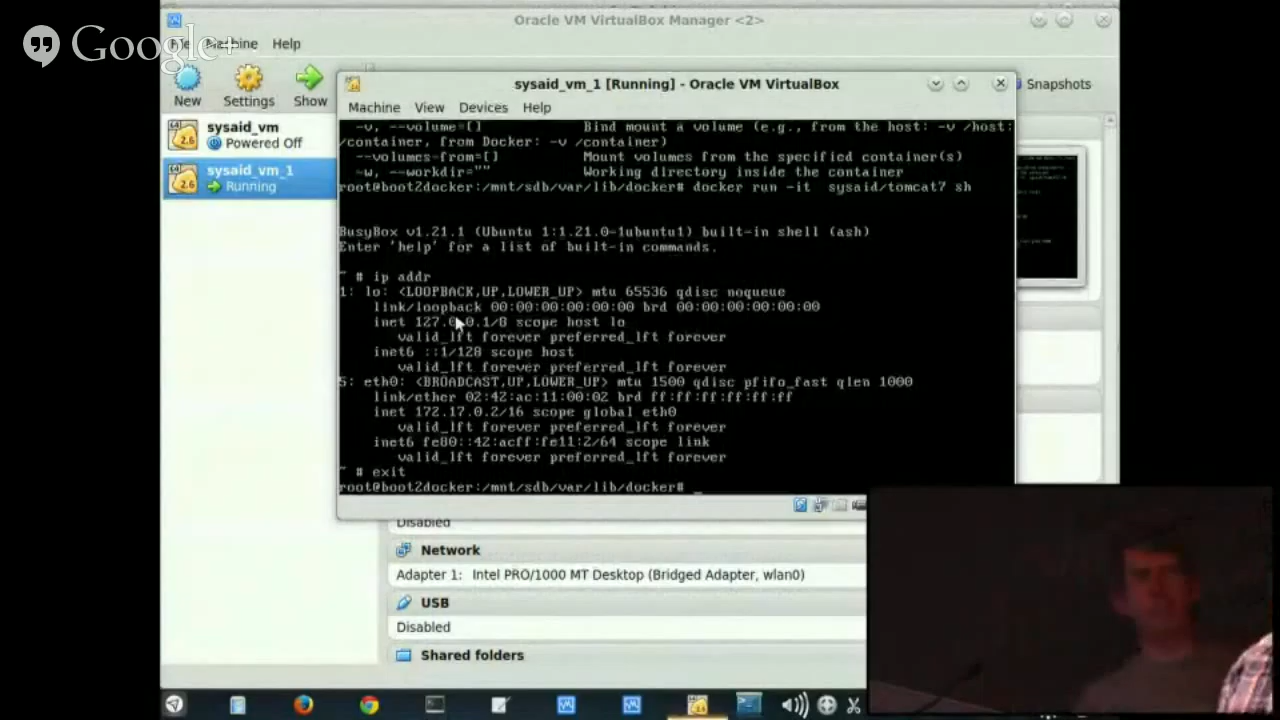 Oracle VM VirtualBox Manager <2>
Google+
Machine Help
New Settings Show
Snapshots
sysaid_vm
Powered Off
sysaid_vm_1
Running
sysaid_vm_1 [Running] - Oracle VM VirtualBox
Machine View Devices Help
-v, --volume=[] Bind mount a volume (e.g., from the host: -v /host:
/container, from Docker: -v /container)
--volumes-from=[] Mount volumes from the specified container(s)
-w, --workdir="" Working directory inside the container
root@boot2docker:/mnt/sdb/var/lib/docker# docker run -it sysaid/tomcat7 sh
BusyBox v1.21.1 (Ubuntu 1:1.21.0-1ubuntu1) built-in shell (ash)
Enter 'help' for a list of built-in commands.
~ # ip addr
1: lo: <LOOPBACK,UP,LOWER_UP> mtu 65536 qdisc noqueue
link/loopback 00:00:00:00:00:00 brd 00:00:00:00:00:00
inet 127.0.0.1/8 scope host lo
valid_lft forever preferred_lft forever
inet6 ::1/128 scope host
valid_lft forever preferred_lft forever
5: eth0: <BROADCAST,UP,LOWER_UP> mtu 1500 qdisc pfifo_fast qlen 1000
link/ether 02:42:ac:11:00:02 brd ff:ff:ff:ff:ff:ff
inet 172.17.0.2/16 scope global eth0
valid_lft forever preferred_lft forever
inet6 fe80::42:acff:fe11:2/64 scope link
valid_lft forever preferred_lft forever
~ # exit
root@boot2docker:/mnt/sdb/var/lib/docker# _
Disabled
Network
Adapter 1: Intel PRO/1000 MT Desktop (Bridged Adapter, wlan0)
USB
Disabled
Shared folders